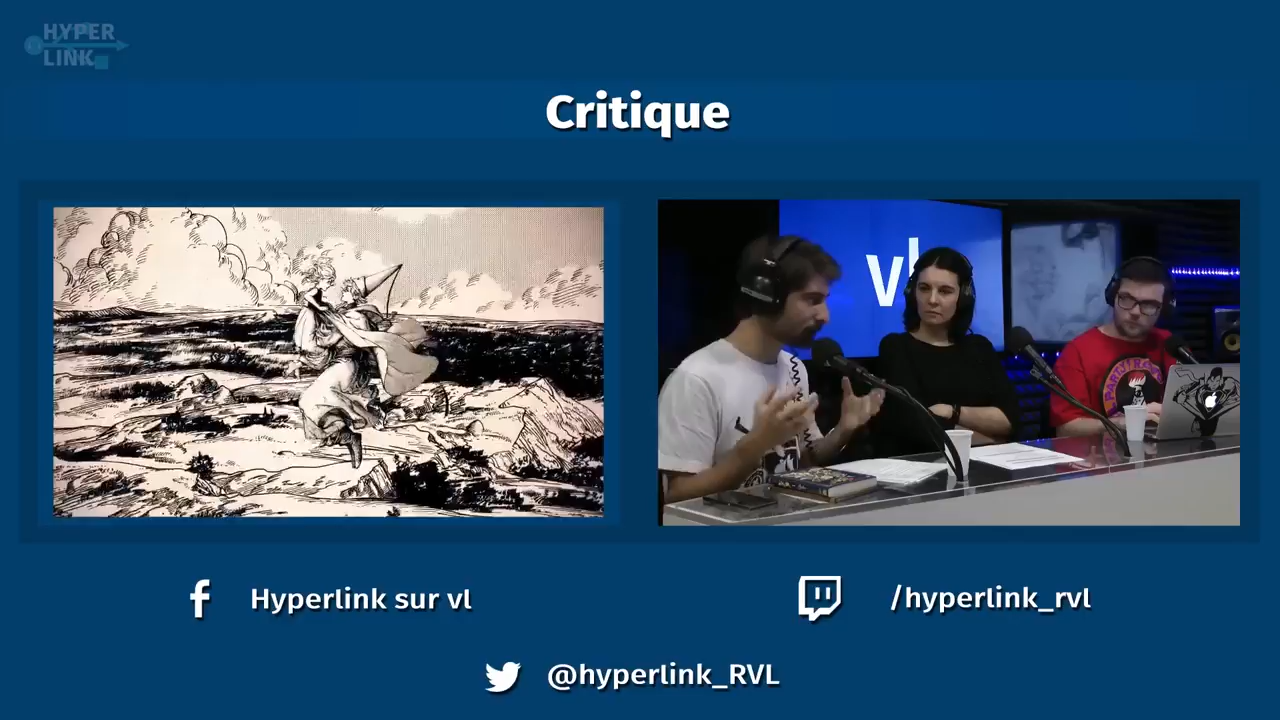 HYPER
LINK
Critique
vl
Hyperlink sur vl
/hyperlink_rvl
@hyperlink_RVL